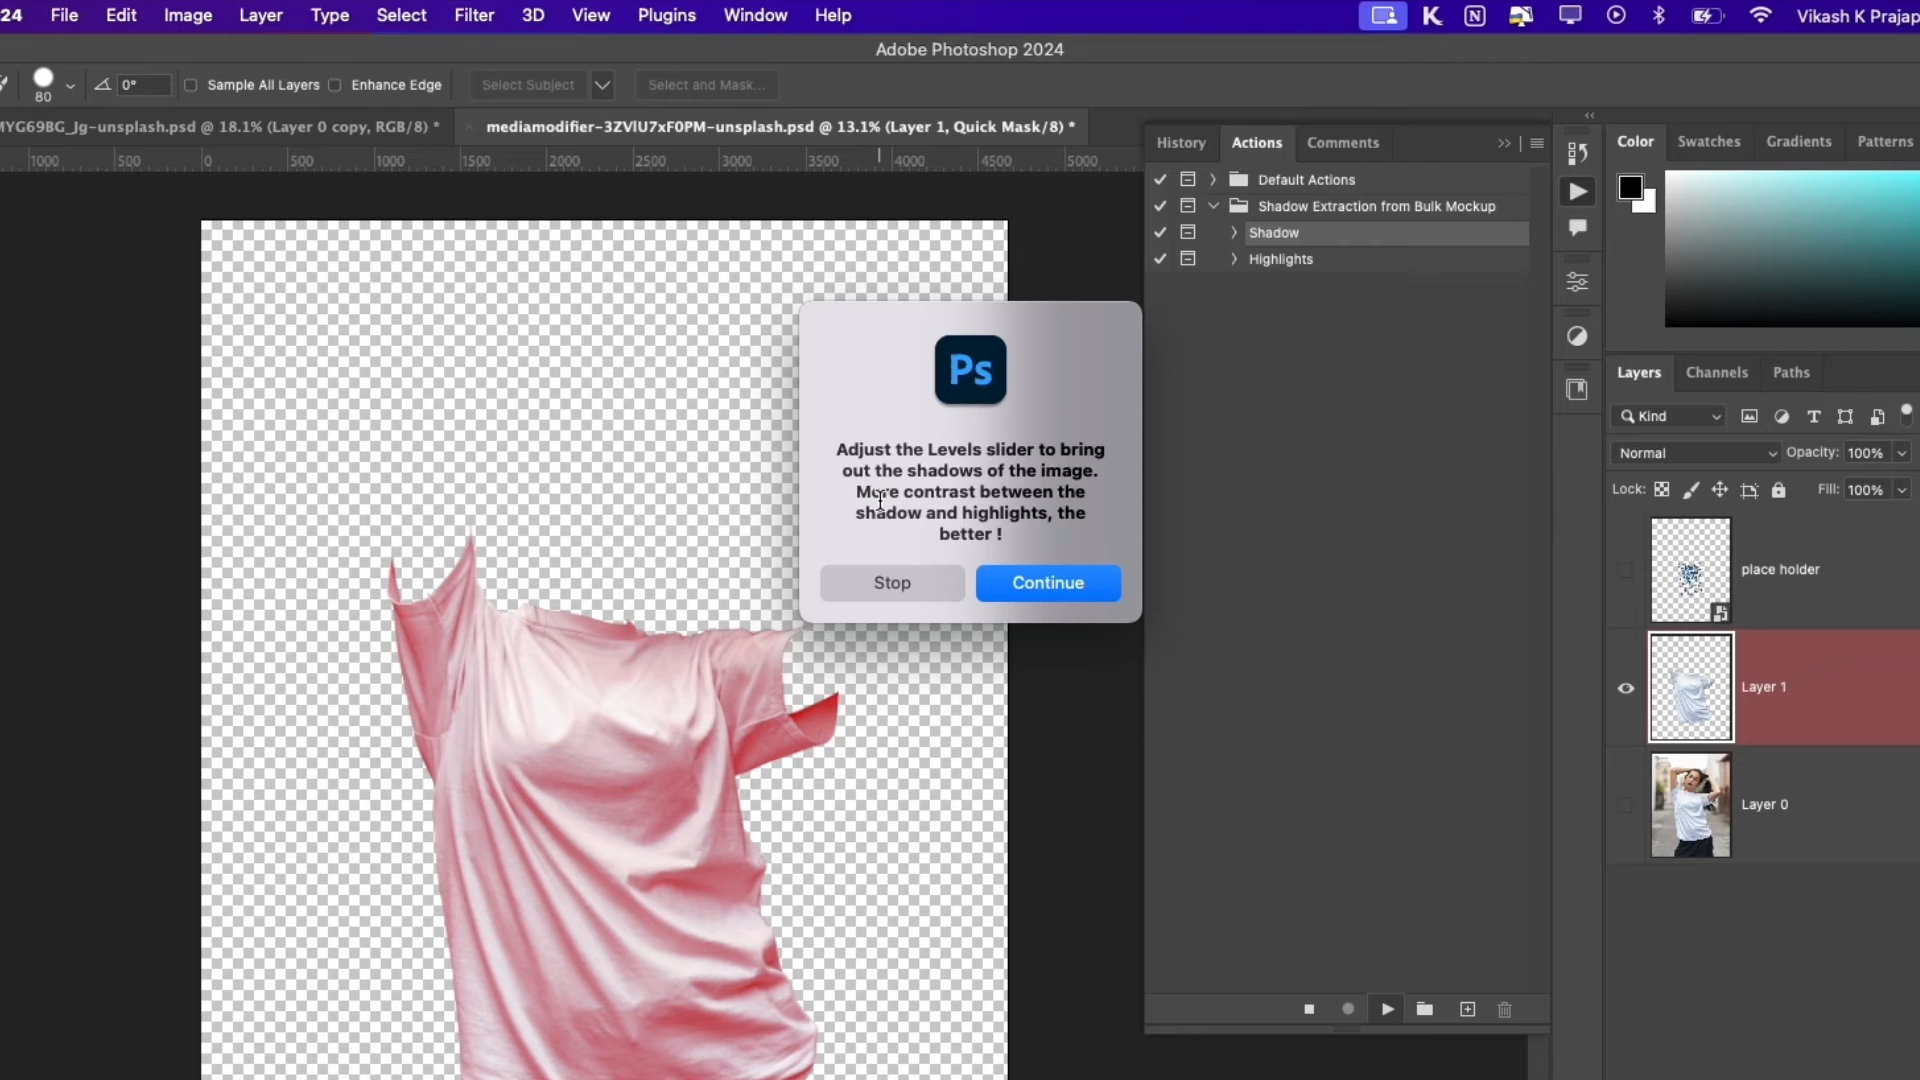 24 File Edit Image Layer Type Select Filter 3D View Plugins Window Help Vikash K Prajap
Adobe Photoshop 2024
80 0° Sample All Layers Enhance Edge Select Subject Select and Mask...
MYG69BG_Jg-unsplash.psd @ 18.1% (Layer 0 copy, RGB/8) * mediamodifier-3ZVlU7xF0PM-unsplash.psd @ 13.1% (Layer 1, Quick Mask/8) *
1000 500 0 500 1000 1500 2000 2500 3000 3500 4000 4500 5000
History Actions Comments
Default Actions
Shadow Extraction from Bulk Mockup
Shadow
Highlights
Ps
Adjust the Levels slider to bring
out the shadows of the image.
More contrast between the
shadow and highlights, the
better !
Stop Continue
Color Swatches Gradients Patterns
Layers Channels Paths
Kind
Normal Opacity: 100%
Lock: Fill: 100%
place holder
Layer 1
Layer 0